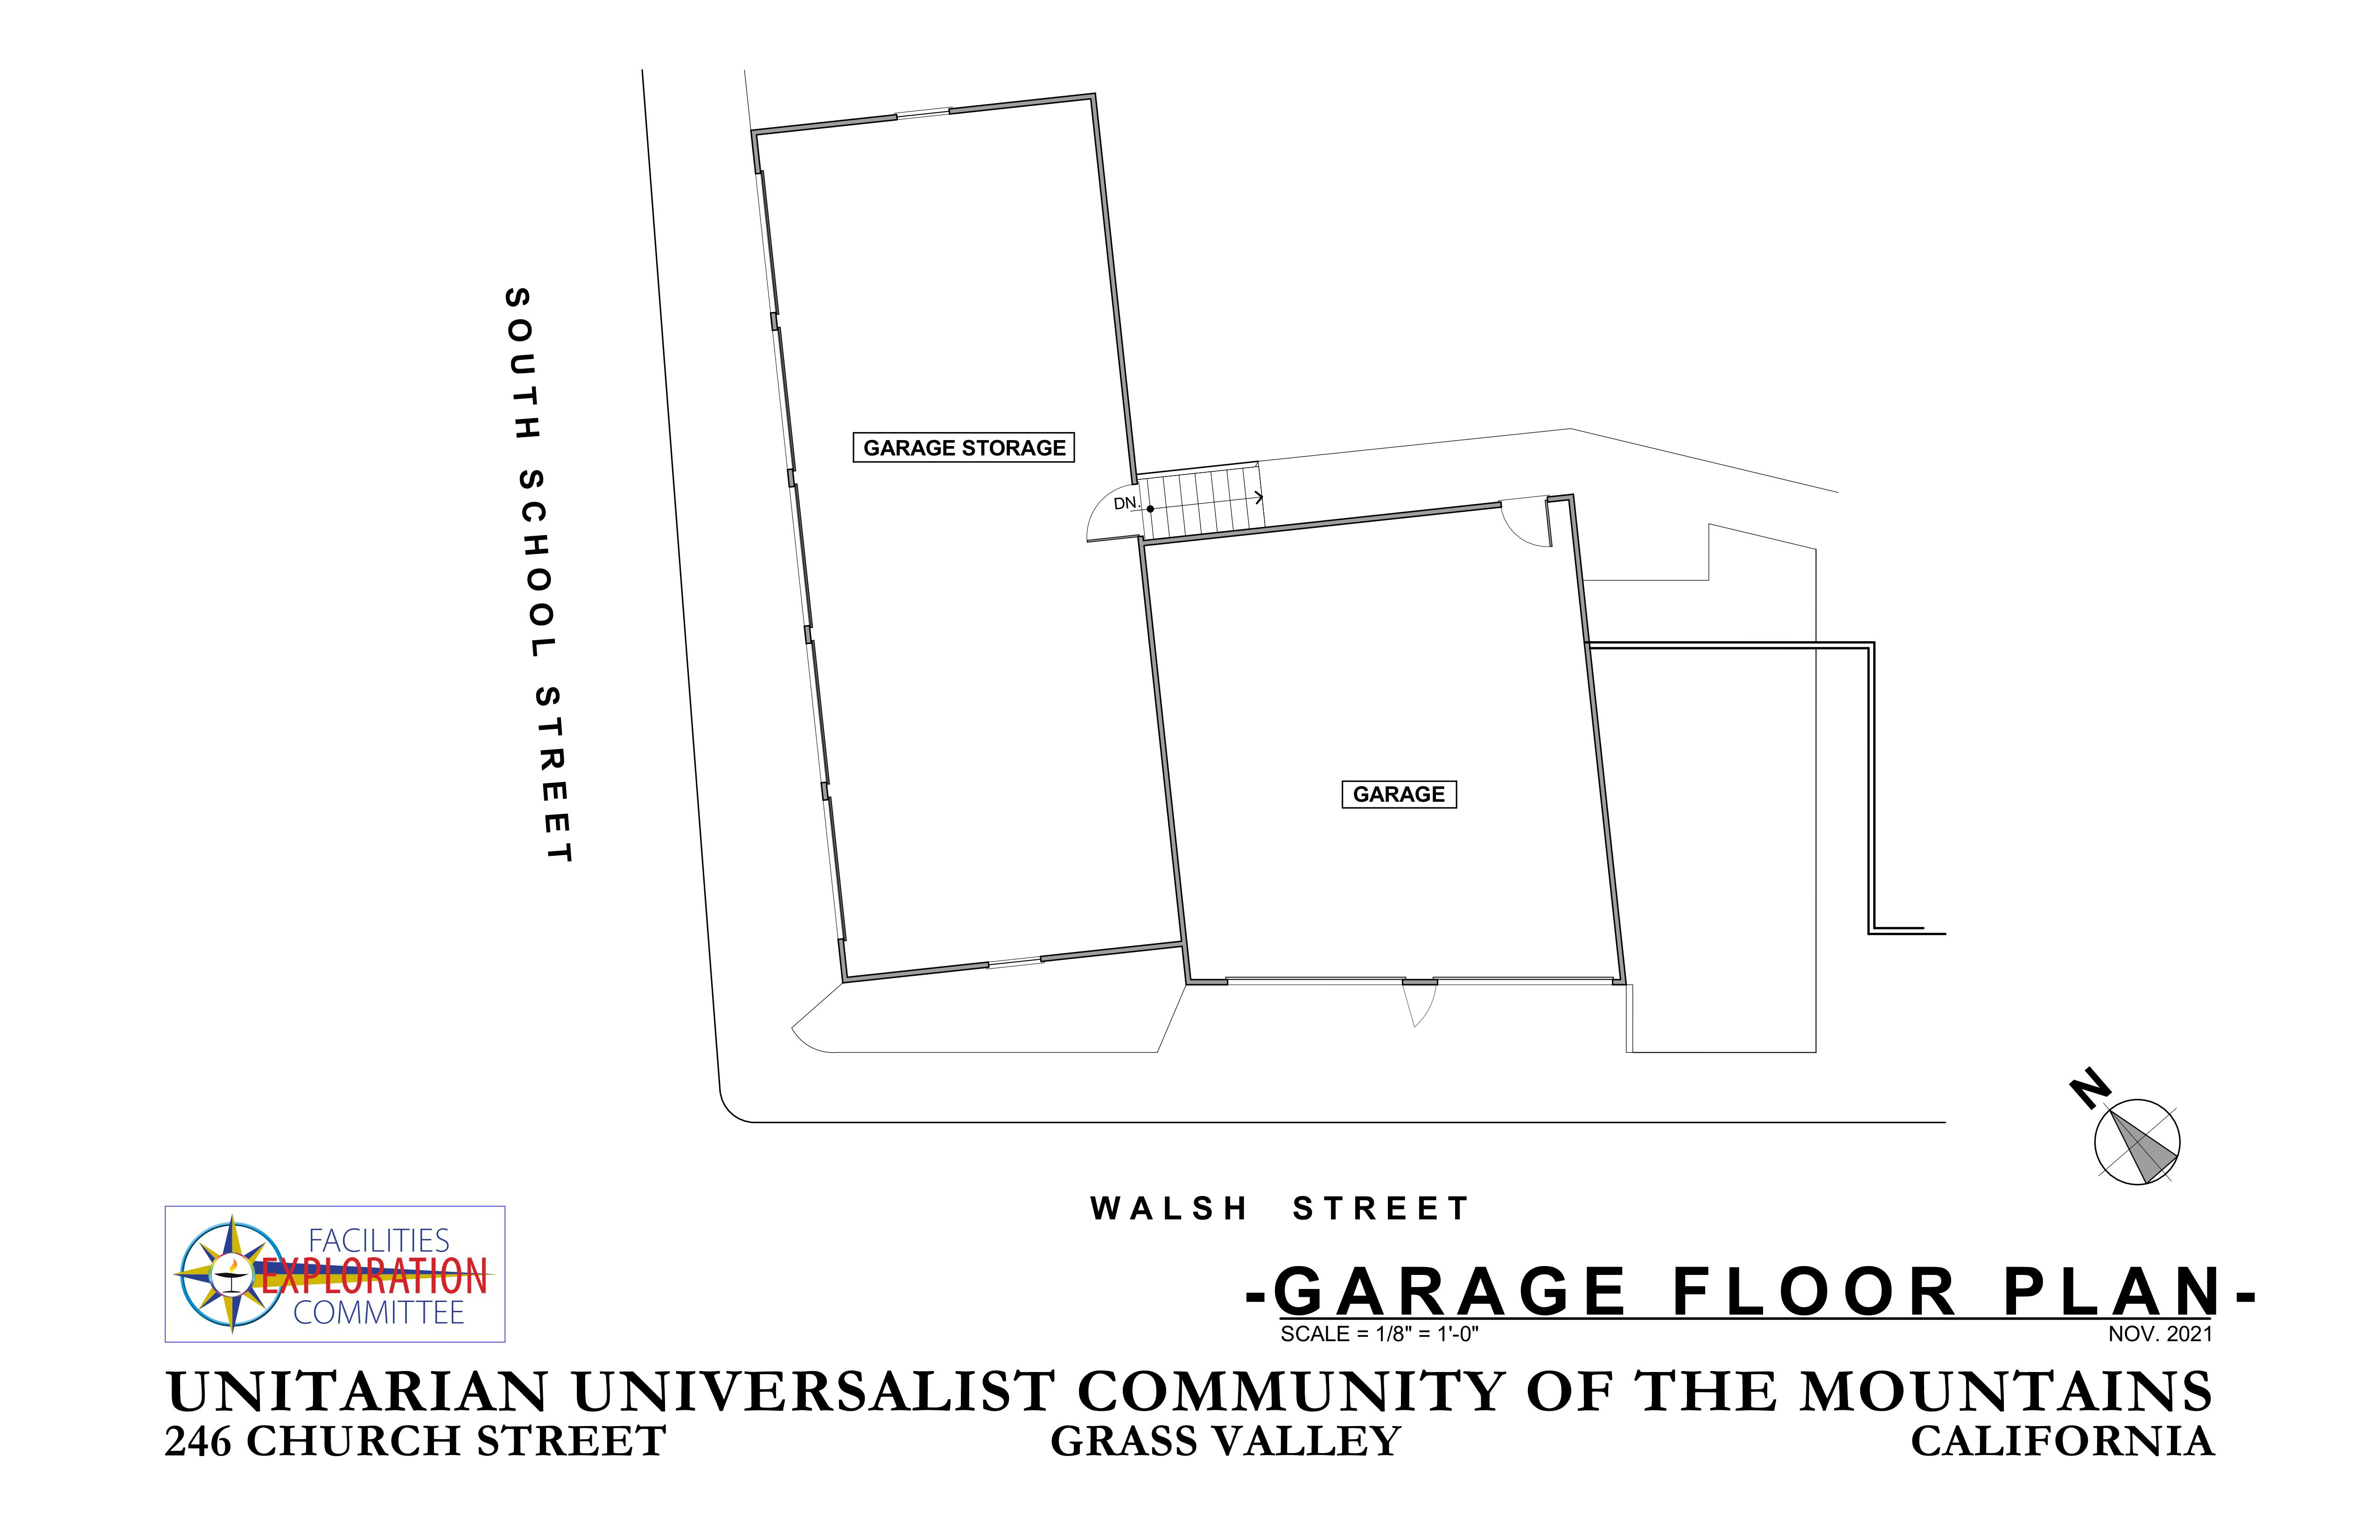 SOUTH SCHOOL STREET
GARAGE STORAGE
DN.
GARAGE
N
WALSH STREET
FACILITIES
EXPLORATION
COMMITTEE
-GARAGE FLOOR PLAN-
SCALE = 1/8" = 1'-0"
NOV. 2021
UNITARIAN UNIVERSALIST COMMUNITY OF THE MOUNTAINS
246 CHURCH STREET
GRASS VALLEY
CALIFORNIA